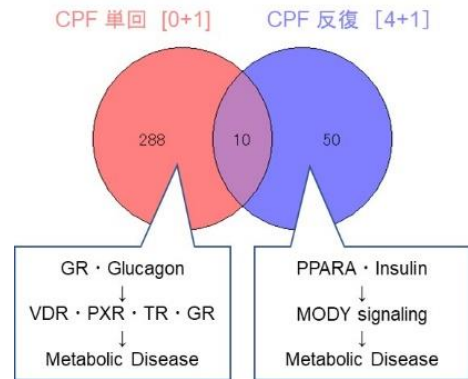 CPF 単回 [0+1]
CPF 反復 [4+1]
288
10
50
GR・Glucagon
↓
VDR・PXR・TR・GR
↓
Metabolic Disease
PPARA・Insulin
↓
MODY signaling
↓
Metabolic Disease